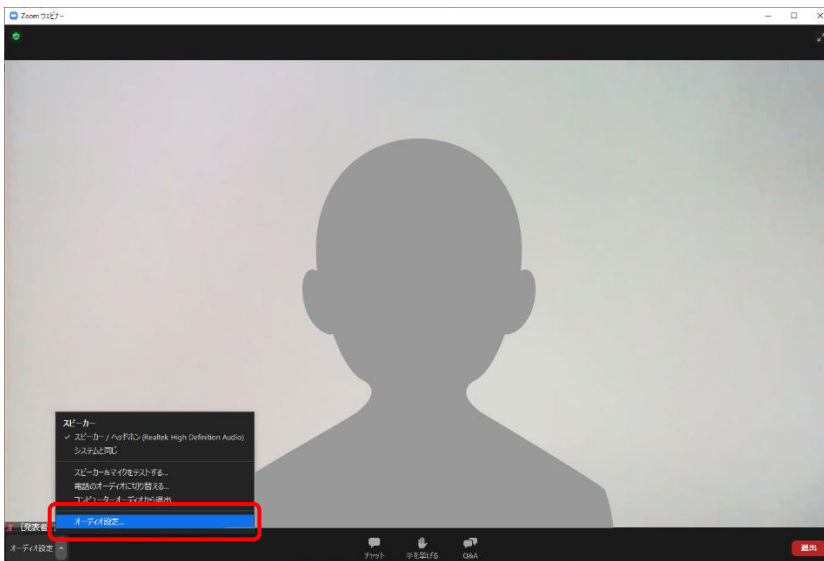 Zoom ウェビナー
スピーカー
✓ スピーカー / ヘッドホン (Realtek High Definition Audio)
システムと同じ
スピーカー&マイクをテストする...
電話のオーディオに切り替える...
コンピューターオーディオから退出
オーディオ設定...
[発表者
オーディオ設定
チャット
手を挙げる
Q&A
退出